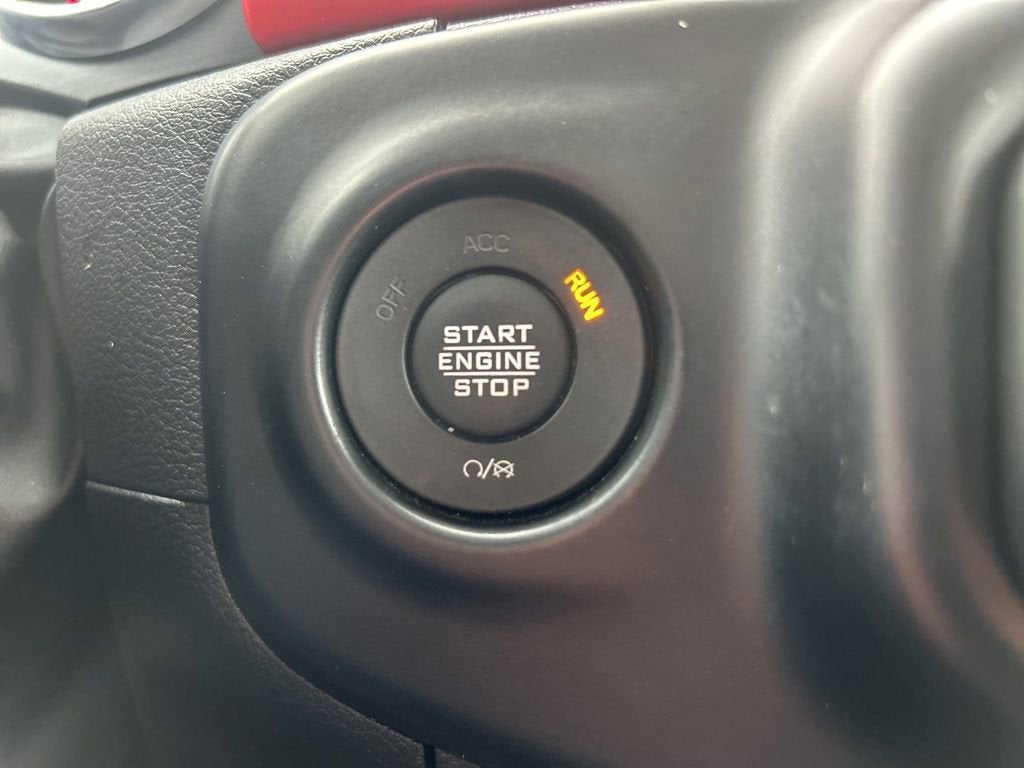 ACC
OFF
RUN
START
ENGINE
STOP